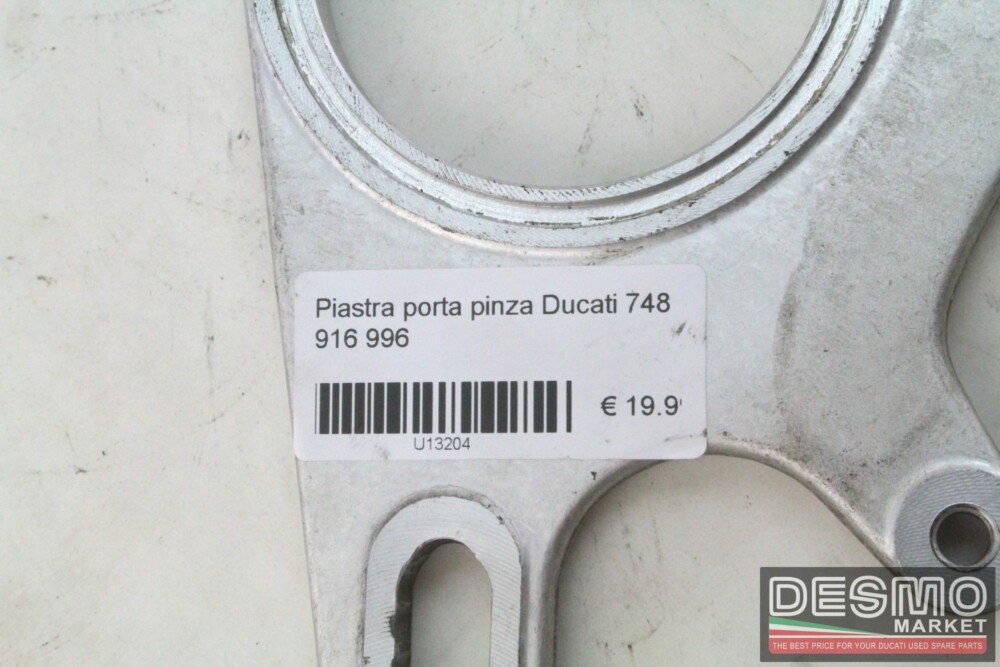 Piastra porta pinza Ducati 748
916 996
€ 19.9
U13204
DESMO
MARKET
THE BEST PRICE FOR YOUR DUCATI USED SPARE PARTS